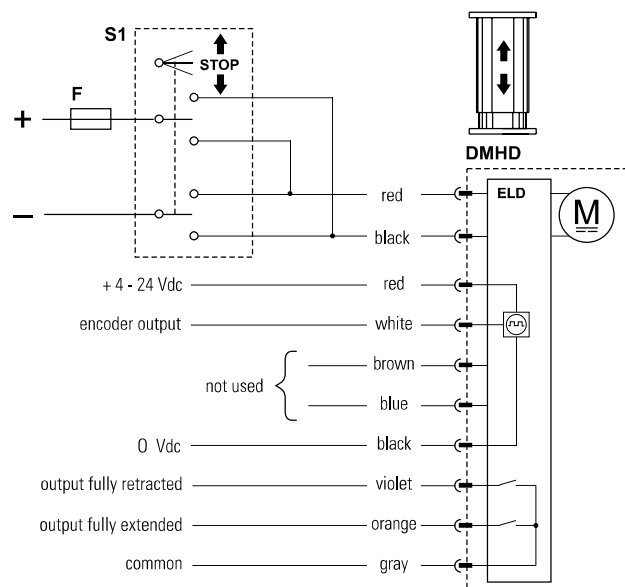 S1
STOP
F
+
–
DMHD
ELD
M
red
black
+ 4 - 24 Vdc red
encoder output white
not used
brown
blue
0 Vdc black
output fully retracted violet
output fully extended orange
common gray